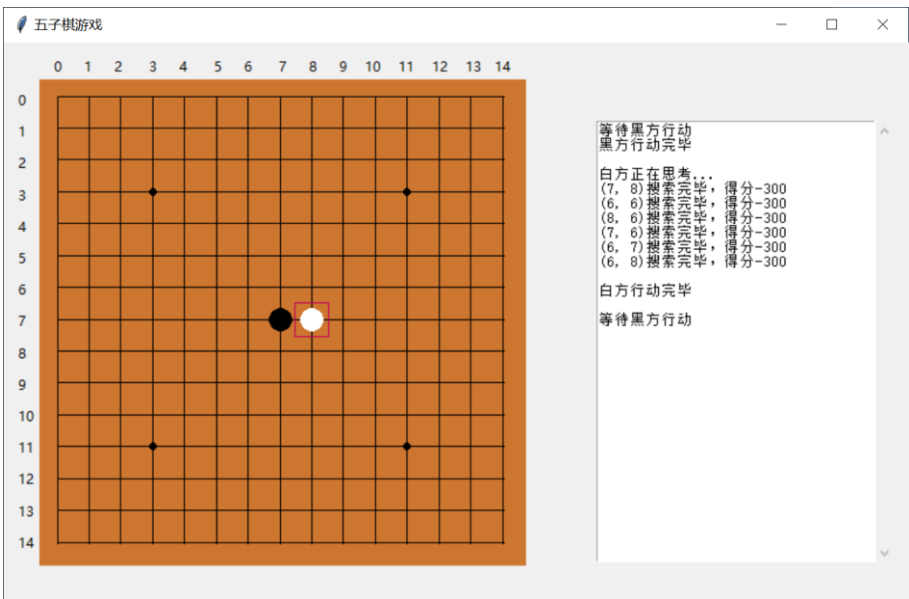 五子棋游戏
0 1 2 3 4 5 6 7 8 9 10 11 12 13 14
0
1
2
3
4
5
6
7
8
9
10
11
12
13
14
等待黑方行动
黑方行动完毕
白方正在思考...
(7, 8)搜索完毕，得分-300
(6, 6)搜索完毕，得分-300
(8, 6)搜索完毕，得分-300
(7, 6)搜索完毕，得分-300
(6, 7)搜索完毕，得分-300
(6, 8)搜索完毕，得分-300
白方行动完毕
等待黑方行动